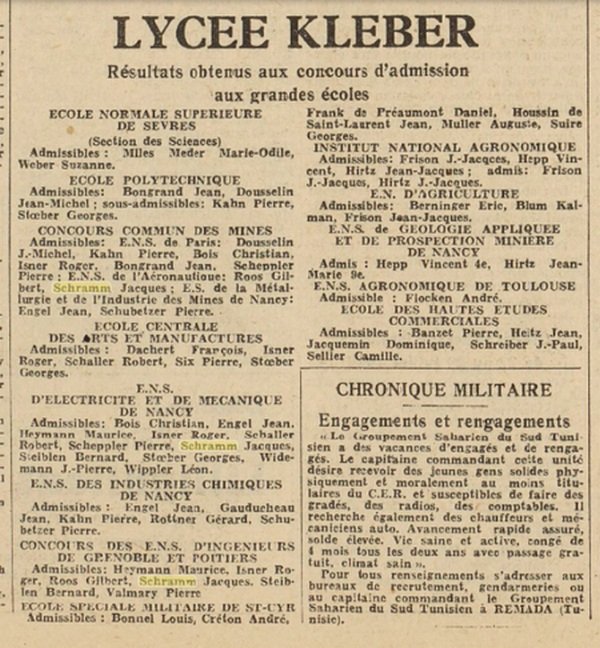 LYCEE KLEBER
Résultats obtenus aux concours d'admission
aux grandes écoles
ECOLE NORMALE SUPERIEURE
DE SEVRES
(Section des Sciences)
Admissibles : Mlles Meder Marie-Odile,
Weber Suzanne.
ECOLE POLYTECHNIQUE
Admissibles: Bongrand Jean, Dousselin
Jean-Michel ; sous-admissibles: Kahn Pierre,
Stœber Georges.
CONCOURS COMMUN DES MINES
Admissibles: E.N.S. de Paris: Dousselin
J.-Michel, Kahn Pierre, Bois Christian,
Isner Roger, Bongrand Jean, Scheppler
Pierre ; E.N.S. de l'Aéronautique: Roos Gil-
bert, Schramm Jacques ; E.S. de la Métal-
lurgie et de l'Industrie des Mines de Nancy:
Engel Jean, Schubetzer Pierre.
ECOLE CENTRALE
DES ARTS ET MANUFACTURES
Admissibles : Dachert François, Isner
Roger, Schaller Robert, Six Pierre, Stœber
Georges.
E.N.S.
D'ELECTRICITE ET DE MECANIQUE
DE NANCY
Admissibles: Bois Christian, Engel Jean,
Heymann Maurice, Isner Roger, Schaller
Robert, Scheppler Pierre, Schramm Jacques,
Steiblen Bernard, Stœber Georges, Wide-
mann J.-Pierre, Wippler Léon.
E.N.S. DES INDUSTRIES CHIMIQUES
DE NANCY
Admissibles : Engel Jean, Gauducheau
Jean, Kahn Pierre, Rottner Gérard, Schu-
betzer Pierre.
CONCOURS DES E.N.S. D'INGENIEURS
DE GRENOBLE ET POITIERS
Admissibles: Heymann Maurice, Isner Ro-
ger, Roos Gilbert, Schramm Jacques. Steib-
len Bernard, Valmary Pierre
ECOLE SPECIALE MILITAIRE DE ST-CYR
Admissibles : Bonnel Louis, Créton André,
Frank de Préaumont Daniel, Houssin de
Saint-Laurent Jean, Muller Auguste, Suire
Georges.
INSTITUT NATIONAL AGRONOMIQUE
Admissibles: Frison J.-Jacques, Hepp Vin-
cent, Hirtz Jean-Jacques ; admis: Frison
J.-Jacques, Hirtz J.-Jacques.
E.N. D'AGRICULTURE
Admissibles: Berninger Eric, Blum Kal-
man, Frison Jean-Jacques.
E.N.S. de GEOLOGIE APPLIQUEE
ET DE PROSPECTION MINIERE
DE NANCY
Admis : Hepp Vincent 4e, Hirtz Jean-
Marie 9e.
E.N.S. AGRONOMIQUE DE TOULOUSE
Admissible : Flocken André.
ECOLE DES HAUTES ETUDES
COMMERCIALES
Admissibles : Banzet Pierre, Heitz Jean,
Jacquemin Dominique, Schreiber J.-Paul,
Sellier Camille.
CHRONIQUE MILITAIRE
Engagements et rengagements
« Le Groupement Saharien du Sud Tuni-
sien a des vacances d'engagés et de renga-
gés. Le capitaine commandant cette unité
désire recevoir des jeunes gens solides phy-
siquement et moralement au moins titu-
laires du C.E.R. et susceptibles de faire des
gradés, des radios, des comptables. Il
recherche également des chauffeurs et mé-
caniciens auto. Avancement rapide assuré,
solde élevée. Vie saine et active, congé de
4 mois tous les deux ans avec passage gra-
tuit, climat sain ».
Pour tous renseignements s'adresser aux
bureaux de recrutement, gendarmeries ou
au capitaine commandant le Groupement
Saharien du Sud Tunisien à REMADA (Tu-
nisie).